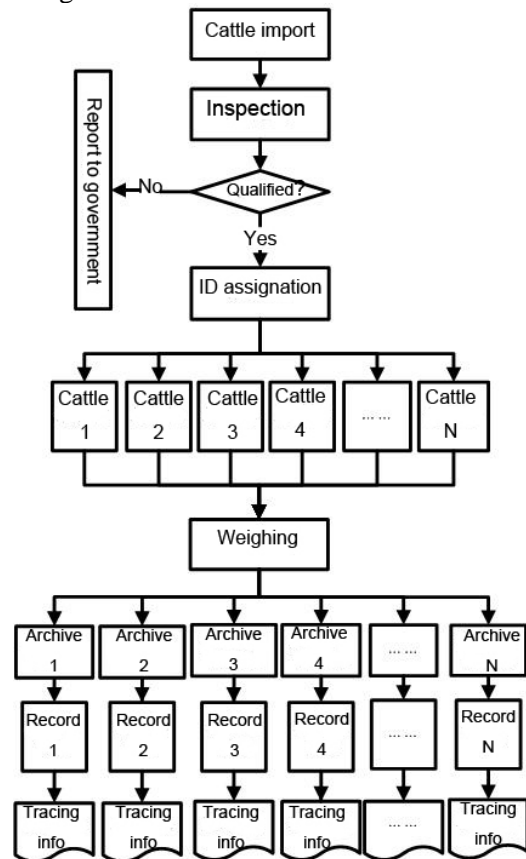 Cattle import
Inspection
Report to government
No
Qualified?
Yes
ID assignation
Cattle Cattle Cattle Cattle Cattle
1 2 3 4 ... ... N
Weighing
Archive Archive Archive Archive Archive
1 2 3 4 ... ... N
Record Record Record Record Record
1 2 3 4 ... ... N
Tracing Tracing Tracing Tracing Tracing
info info info info ... ... info